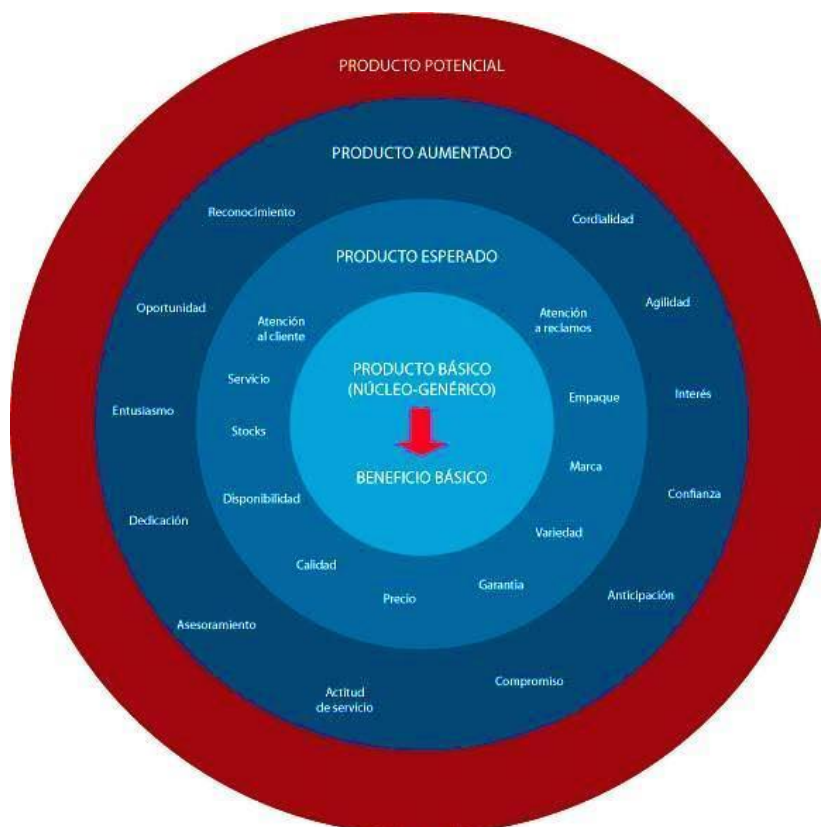 PRODUCTO POTENCIAL
PRODUCTO AUMENTADO
Reconocimiento
Cordialidad
PRODUCTO ESPERADO
Oportunidad
Agilidad
Atención
al cliente
Atención
a reclamos
PRODUCTO BÁSICO
(NÚCLEO-GENÉRICO)
Servicio
Empaque
Interés
Entusiasmo
Stocks
BENEFICIO BÁSICO
Marca
Disponibilidad
Confianza
Dedicación
Variedad
Calidad
Garantia
Precio
Anticipación
Asesoramiento
Compromiso
Actitud
de servicio